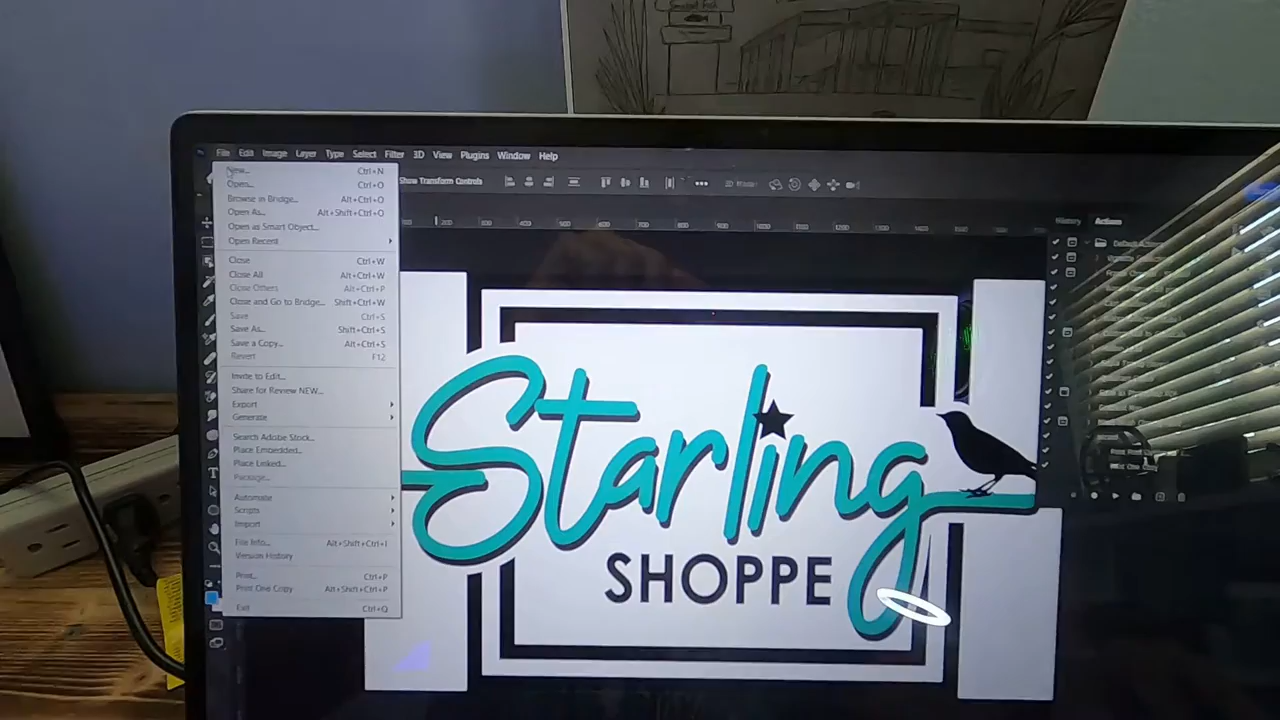 File Edit Image Layer Type Select Filter 3D View Plugins Window Help
New... Ctrl+N
Open... Ctrl+O
Browse in Bridge... Alt+Ctrl+O
Open As... Alt+Shift+Ctrl+O
Open as Smart Object...
Open Recent
Close Ctrl+W
Close All Alt+Ctrl+W
Close Others Alt+Ctrl+P
Close and Go to Bridge... Shift+Ctrl+W
Save Ctrl+S
Save As... Shift+Ctrl+S
Save a Copy... Alt+Ctrl+S
Revert F12
Invite to Edit...
Share for Review NEW...
Export
Generate
Search Adobe Stock...
Place Embedded...
Place Linked...
Package...
Automate
Scripts
Import
File Info... Alt+Shift+Ctrl+I
Version History
Print... Ctrl+P
Print One Copy Alt+Shift+Ctrl+P
Exit Ctrl+Q
Show Transform Controls
History Actions
Starling
SHOPPE